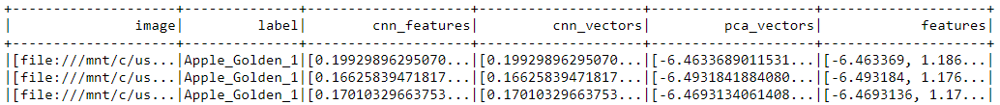 +--------------------+--------------+--------------------+--------------------+--------------------+--------------------+
|               image|         label|        cnn_features|         cnn_vectors|         pca_vectors|            features|
+--------------------+--------------+--------------------+--------------------+--------------------+--------------------+
|[file:///mnt/c/us...|Apple_Golden_1|[0.19929896295070...|[0.19929896295070...|[-6.4633689011531...|[-6.463369, 1.186...|
|[file:///mnt/c/us...|Apple_Golden_1|[0.16625839471817...|[0.16625839471817...|[-6.4931841884080...|[-6.493184, 1.176...|
|[file:///mnt/c/us...|Apple_Golden_1|[0.17010329663753...|[0.17010329663753...|[-6.4693134061408...|[-6.4693136, 1.17...|